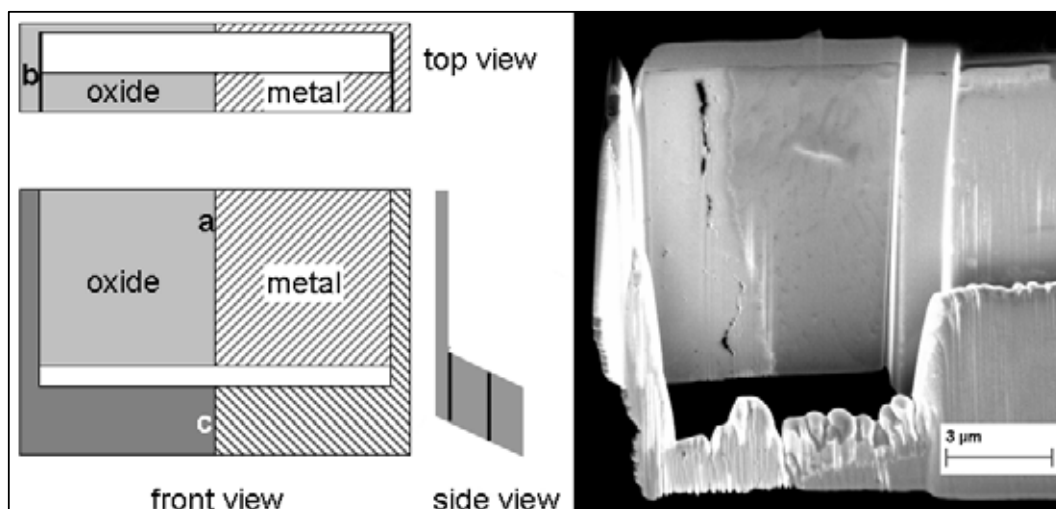 b
oxide
metal
top view
a
oxide
metal
c
front view
side view
3 µm